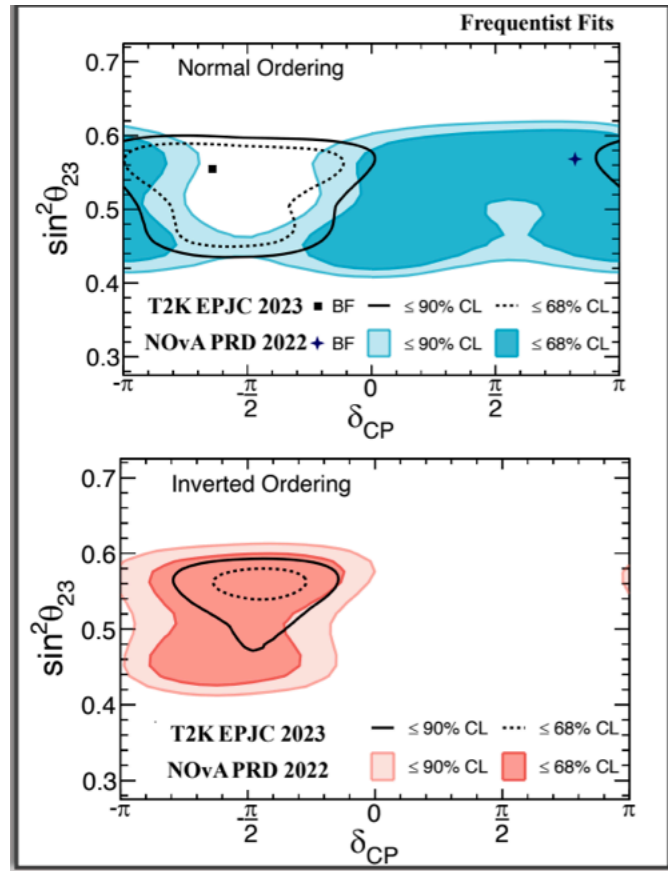 Frequentist Fits
0.7
Normal Ordering
0.6
sin²θ₂₃
0.5
0.4
T2K EPJC 2023 BF ≤ 90% CL ≤ 68% CL
NOvA PRD 2022 BF ≤ 90% CL ≤ 68% CL
0.3
-π -π/2 0 π/2 π
δCP
0.7
Inverted Ordering
0.6
sin²θ₂₃
0.5
0.4
T2K EPJC 2023 ≤ 90% CL ≤ 68% CL
NOvA PRD 2022 ≤ 90% CL ≤ 68% CL
0.3
-π -π/2 0 π/2 π
δCP